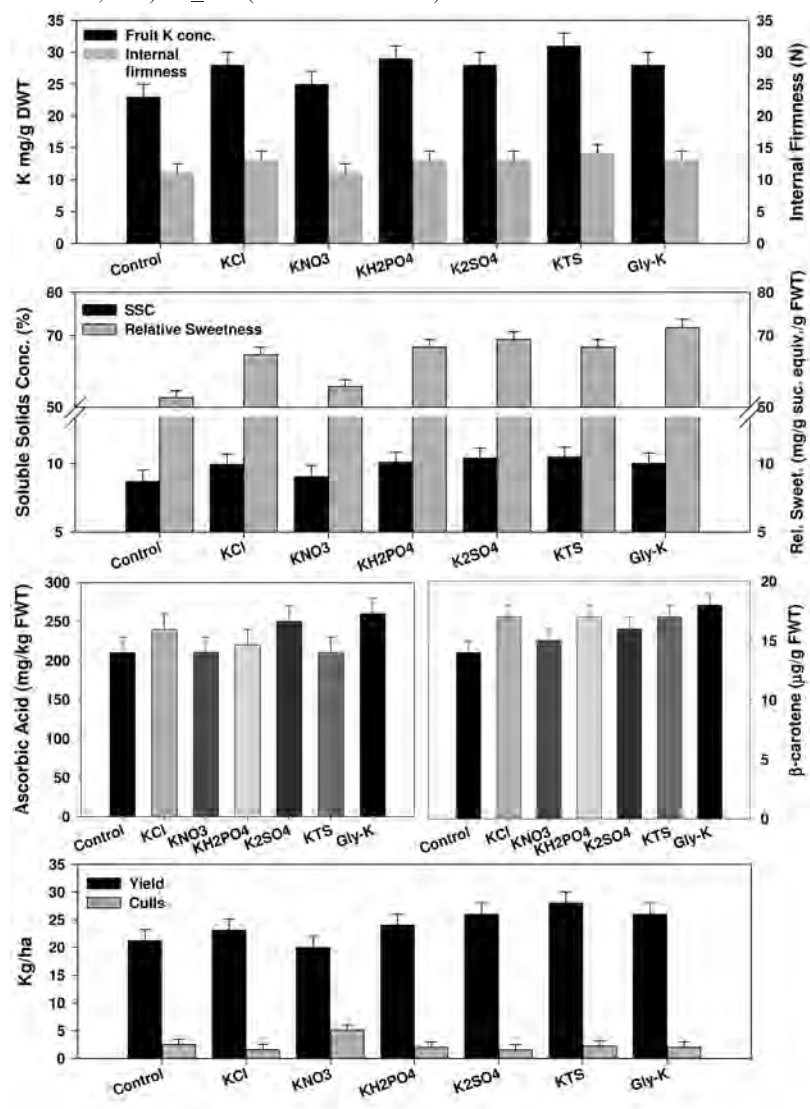 Fruit K conc.
Internal
firmness
K mg/g DWT
35
30
25
20
15
10
5
0
Internal Firmness (N)
35
30
25
20
15
10
5
0
Control KCl KNO3 KH2PO4 K2SO4 KTS Gly-K
SSC
Relative Sweetness
Soluble Solids Conc. (%)
80
70
50
10
5
Rel. Sweet. (mg/g suc. equiv./g FWT)
80
70
50
10
5
Control KCl KNO3 KH2PO4 K2SO4 KTS Gly-K
Ascorbic Acid (mg/kg FWT)
300
250
200
150
100
50
0
Control KCl KNO3 KH2PO4 K2SO4 KTS Gly-K
β-carotene (µg/g FWT)
20
15
10
5
0
Control KCl KNO3 KH2PO4 K2SO4 KTS Gly-K
Yield
Culls
Kg/ha
35
30
25
20
15
10
5
0
Control KCl KNO3 KH2PO4 K2SO4 KTS Gly-K